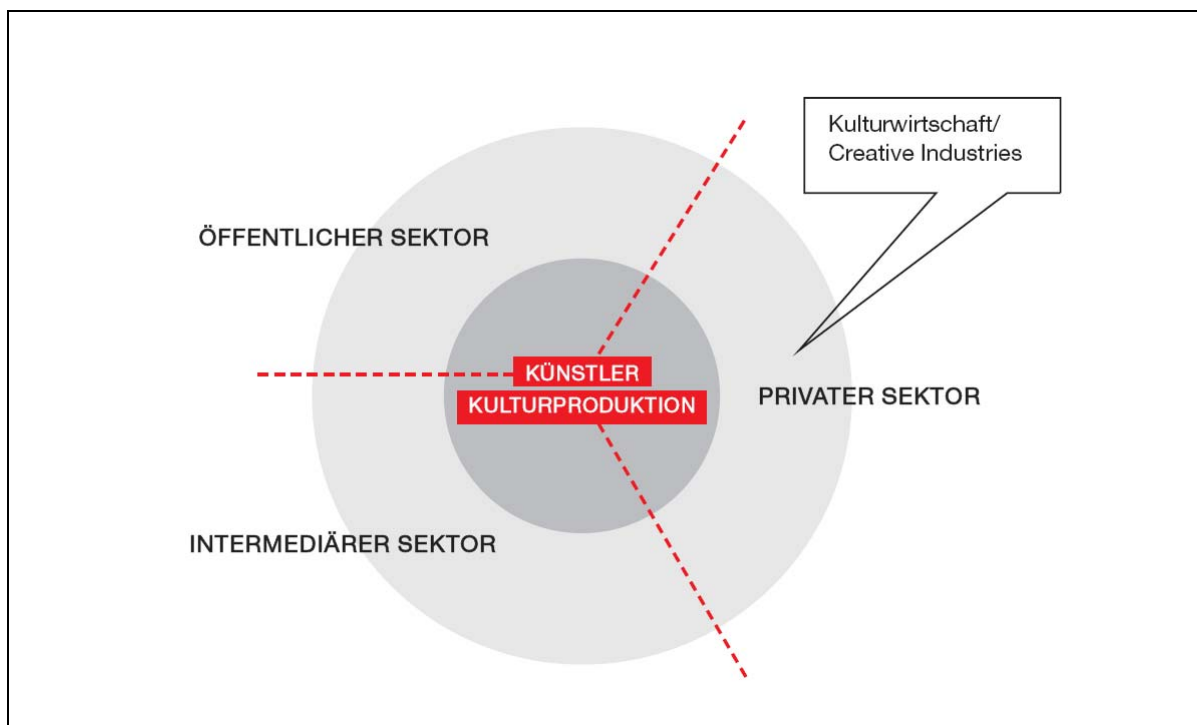 Kulturwirtschaft/
Creative Industries
ÖFFENTLICHER SEKTOR
KÜNSTLER
KULTURPRODUKTION
PRIVATER SEKTOR
INTERMEDIÄRER SEKTOR